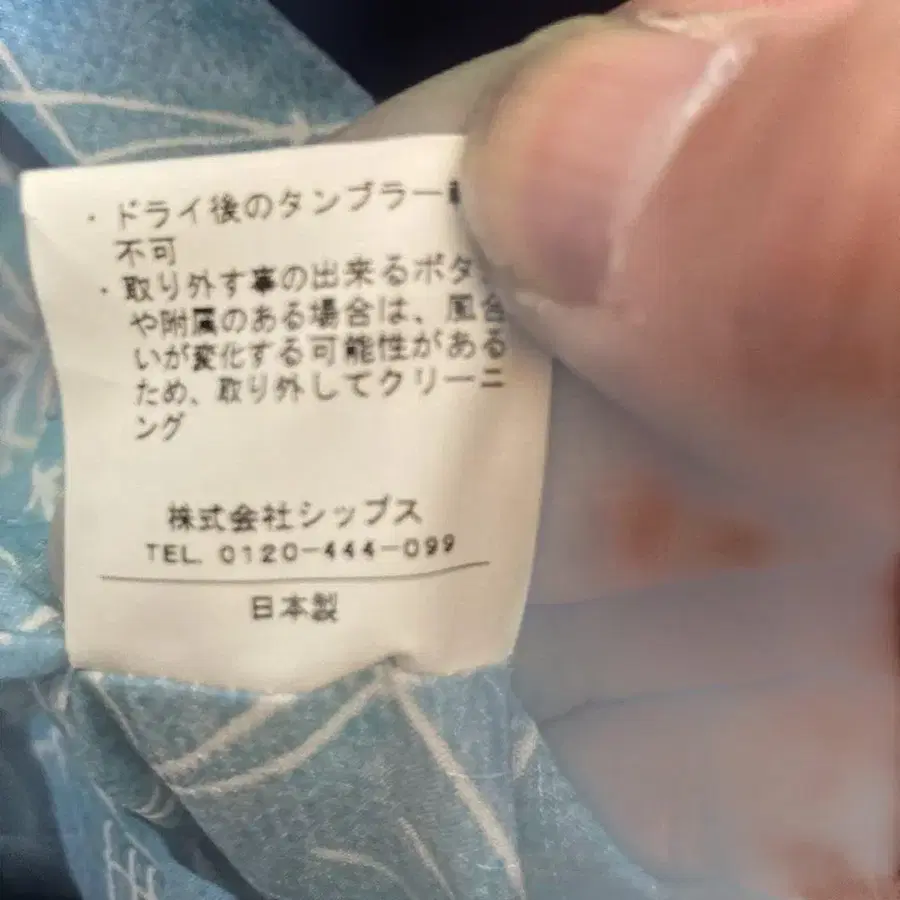 ・ドライ後のタンブラー
不可
・取り外す事の出来るボタ
や附属のある場合は、風合
いが変化する可能性がある
ため、取り外してクリーニ
ング
株式会社シップス
TEL. 0120-444-099
日本製